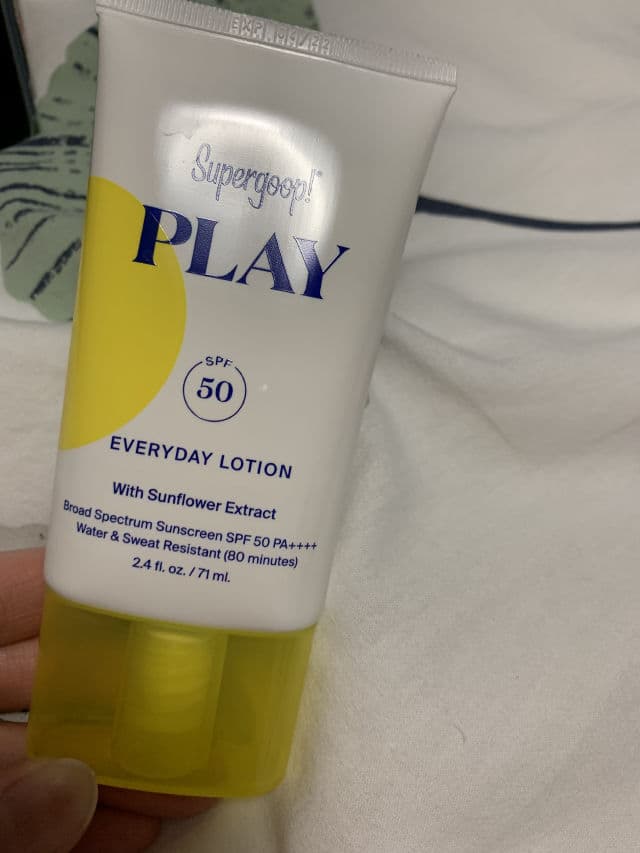 Supergoop!
PLAY
SPF
50
EVERYDAY LOTION
With Sunflower Extract
Broad Spectrum Sunscreen SPF 50 PA++++
Water & Sweat Resistant (80 minutes)
2.4 fl. oz. / 71 ml.